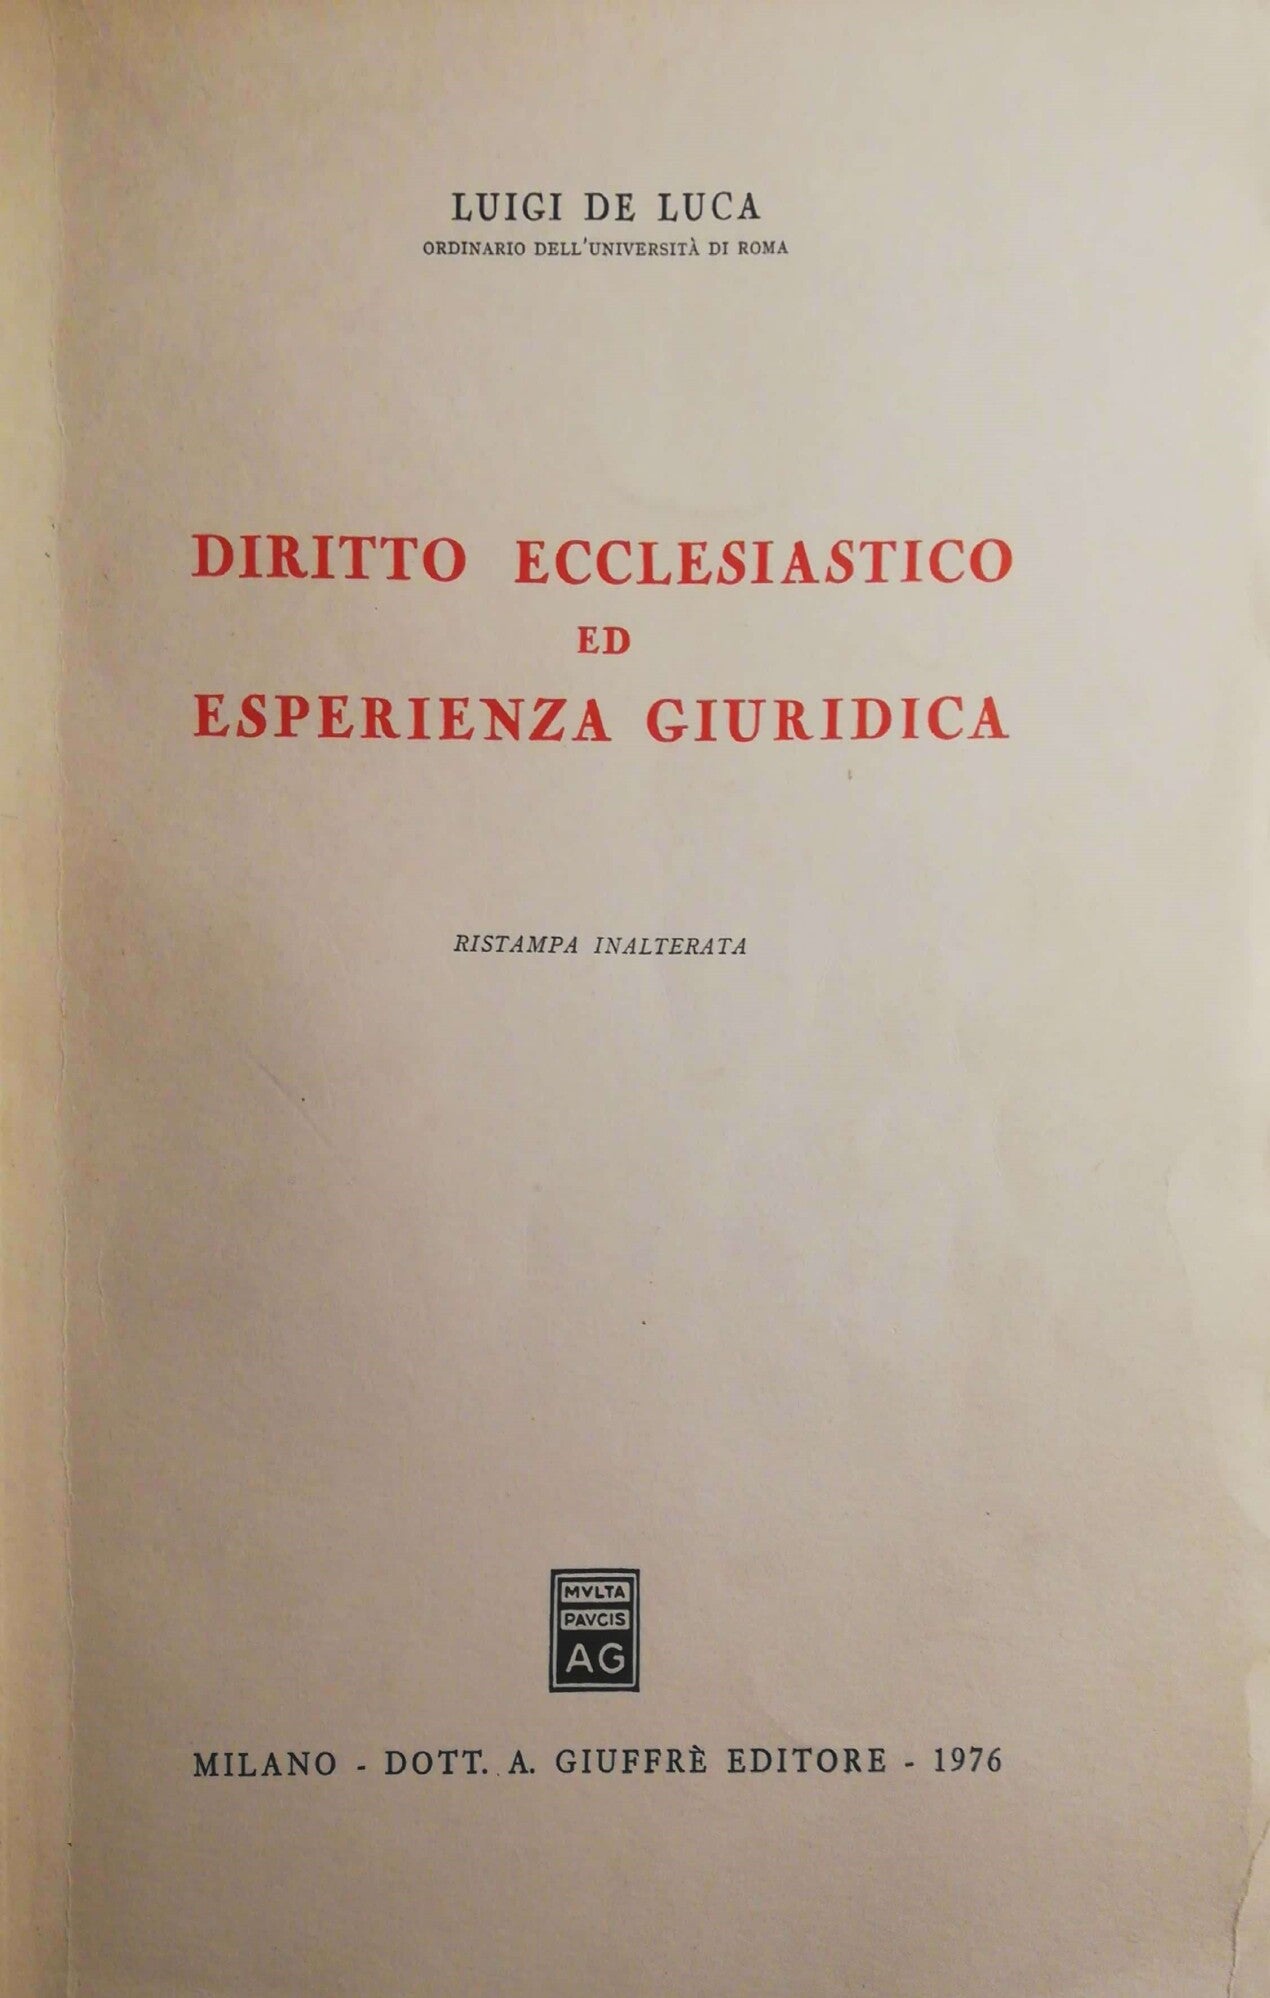 LUIGI DE LUCA
ORDINARIO DELL'UNIVERSITÀ DI ROMA
DIRITTO ECCLESIASTICO
ED
ESPERIENZA GIURIDICA
RISTAMPA INALTERATA
MVLTA
PAVCIS
AG
MILANO - DOTT. A. GIUFFRÈ EDITORE - 1976